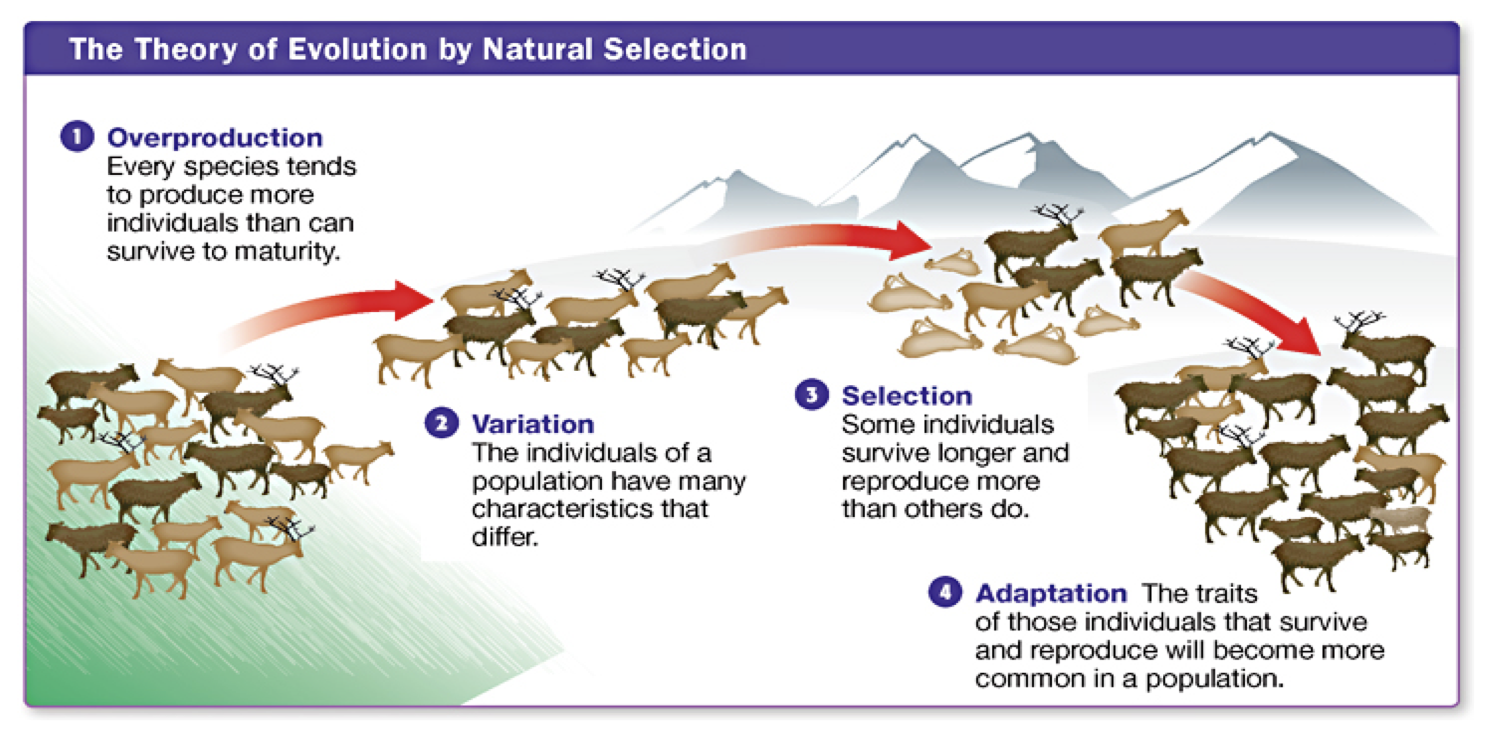 The Theory of Evolution by Natural Selection
1 Overproduction
Every species tends
to produce more
individuals than can
survive to maturity.
2 Variation
The individuals of a
population have many
characteristics that
differ.
3 Selection
Some individuals
survive longer and
reproduce more
than others do.
4 Adaptation The traits
of those individuals that survive
and reproduce will become more
common in a population.